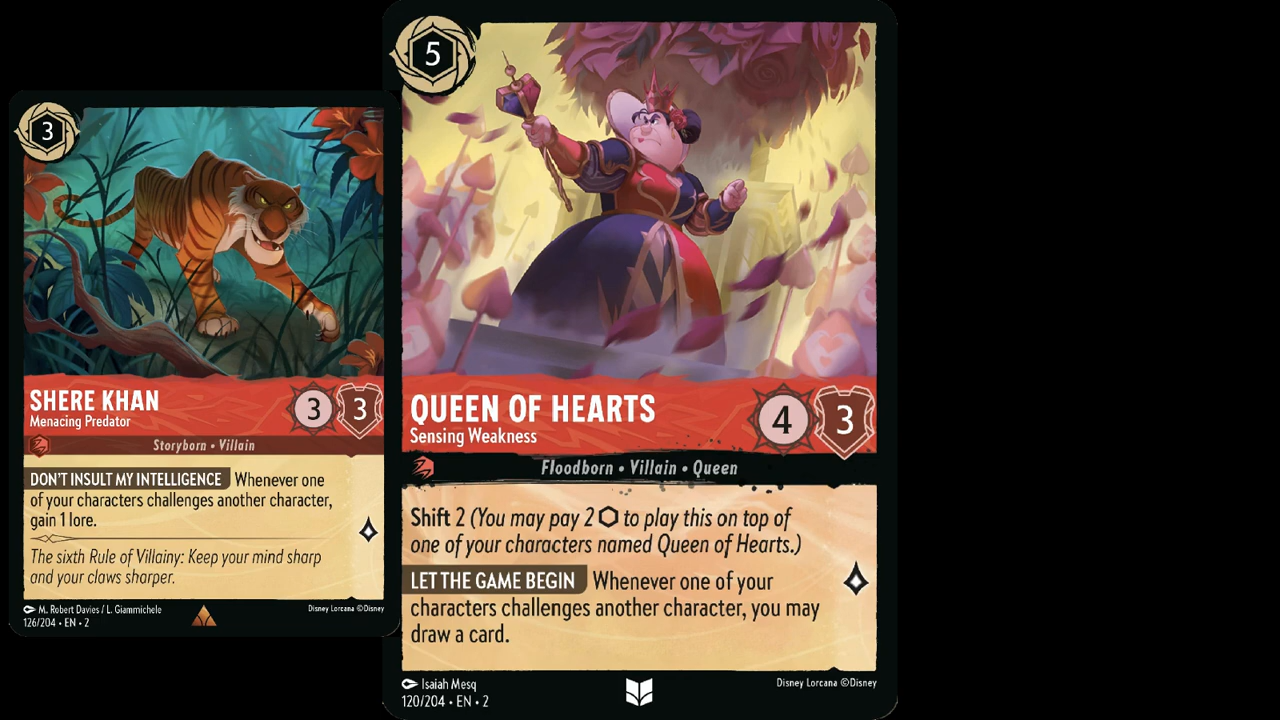 3
SHERE KHAN
Menacing Predator
3
3
Storyborn • Villain
DON'T INSULT MY INTELLIGENCE Whenever one
of your characters challenges another character,
gain 1 lore.
The sixth Rule of Villainy: Keep your mind sharp
and your claws sharper.
M. Robert Davies / L. Giammichele
Disney Lorcana ©Disney
126/204 • EN • 2
5
QUEEN OF HEARTS
Sensing Weakness
4
3
Floodborn • Villain • Queen
Shift 2 (You may pay 2 ⬡ to play this on top of
one of your characters named Queen of Hearts.)
LET THE GAME BEGIN Whenever one of your
characters challenges another character, you may
draw a card.
Isaiah Mesq
Disney Lorcana ©Disney
120/204 • EN • 2